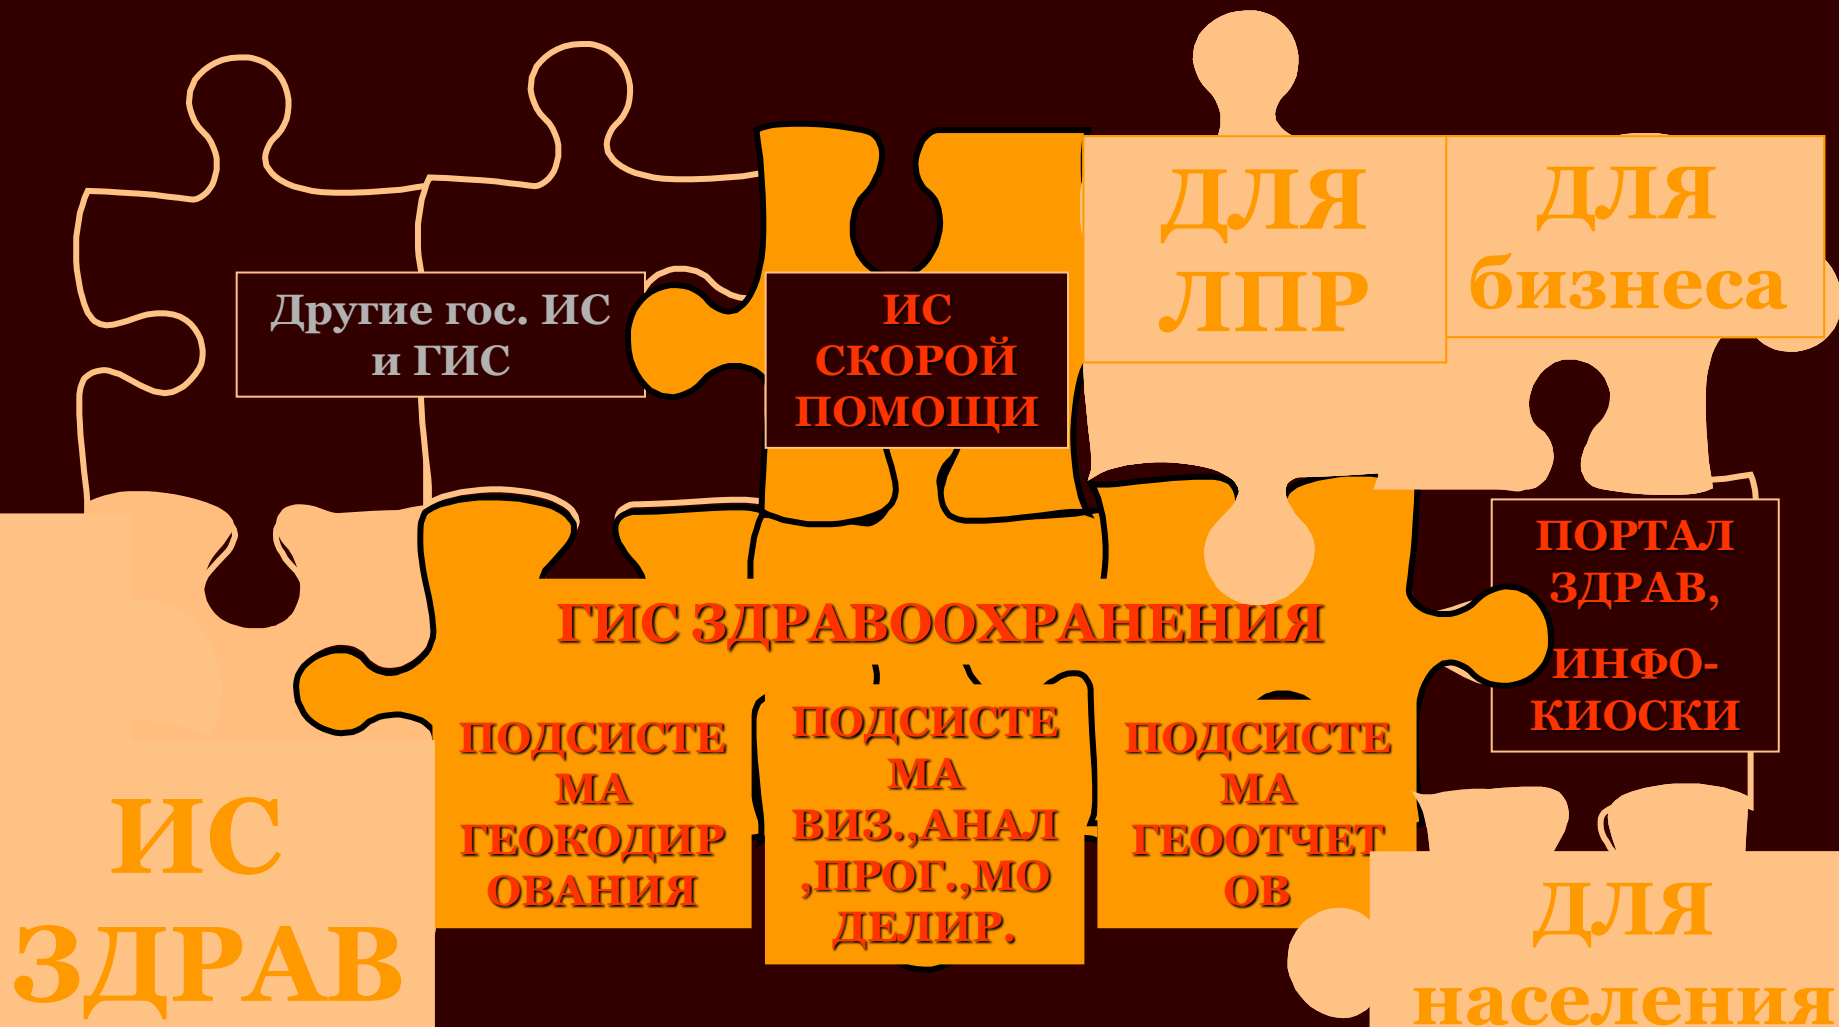 Другие гос. ИС
и ГИС
ИС
СКОРОЙ
ПОМОЩИ
ДЛЯ
ЛПР
ДЛЯ
бизнеса
ПОРТАЛ
ЗДРАВ,
ИНФО-
КИОСКИ
ГИС ЗДРАВООХРАНЕНИЯ
ПОДСИСТЕ
МА
ГЕОКОДИР
ОВАНИЯ
ПОДСИСТЕ
МА
ВИЗ.,АНАЛ
,ПРОГ.,МО
ДЕЛИР.
ПОДСИСТЕ
МА
ГЕООТЧЕТ
ОВ
ИС
ЗДРАВ
ДЛЯ
населения